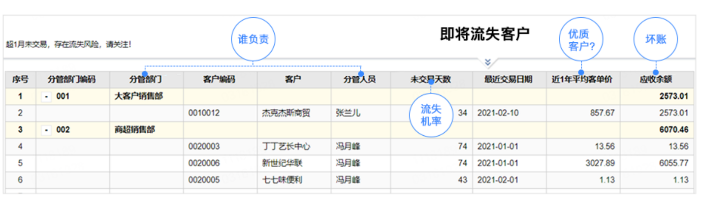 谁负责
即将流失客户
优质
客户?
坏账
超1月未交易，存在流失风险，请关注!
序号 分管部门编码 分管部门 客户编码 客户 分管人员 未交易天数 最近交易日期 近1年平均客单价 应收余额
1 - 001 大客户销售部 2573.01
2 0010012 杰克杰斯商贸 张兰儿 34 2021-02-10 857.67 2573.01
3 - 002 商超销售部 6070.46
4 0020003 丁丁艺长中心 冯月峰 74 2021-01-01 13.56 13.56
5 0020006 新世纪华联 冯月峰 74 2021-01-01 3027.89 6055.77
6 0020005 七七味便利 冯月峰 43 2021-02-01 1.13 1.13
流失
机率